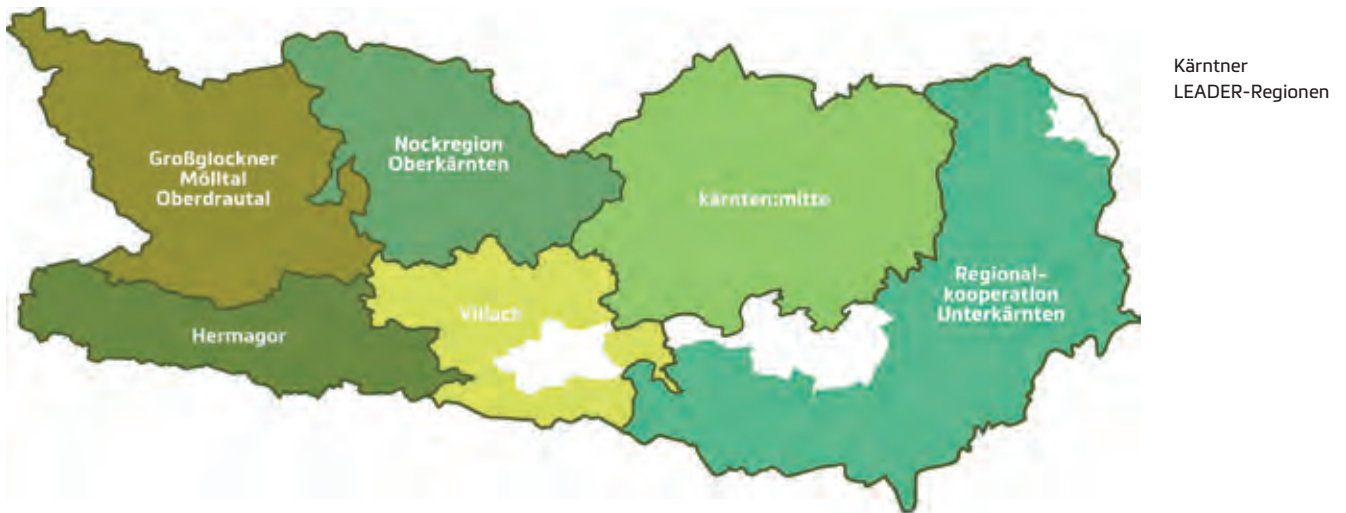 Kärntner
LEADER-Regionen
Großglockner
Mölltal
Oberdrautal
Nockregion
Oberkärnten
kärnten:mitte
Regional-
kooperation
Unterkärnten
Villach
Hermagor